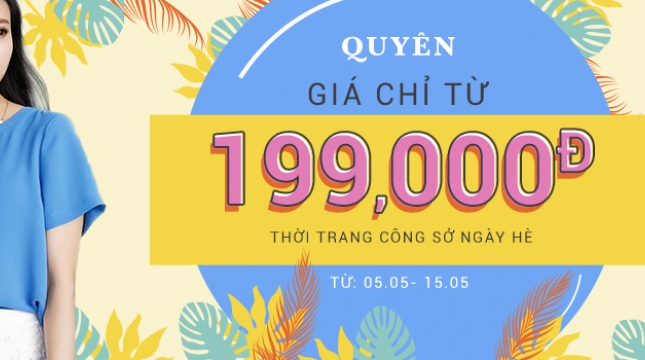 QUYÊN
GIÁ CHỈ TỪ
199,000Đ
THỜI TRANG CÔNG SỞ NGÀY HÈ
TỪ: 05.05- 15.05